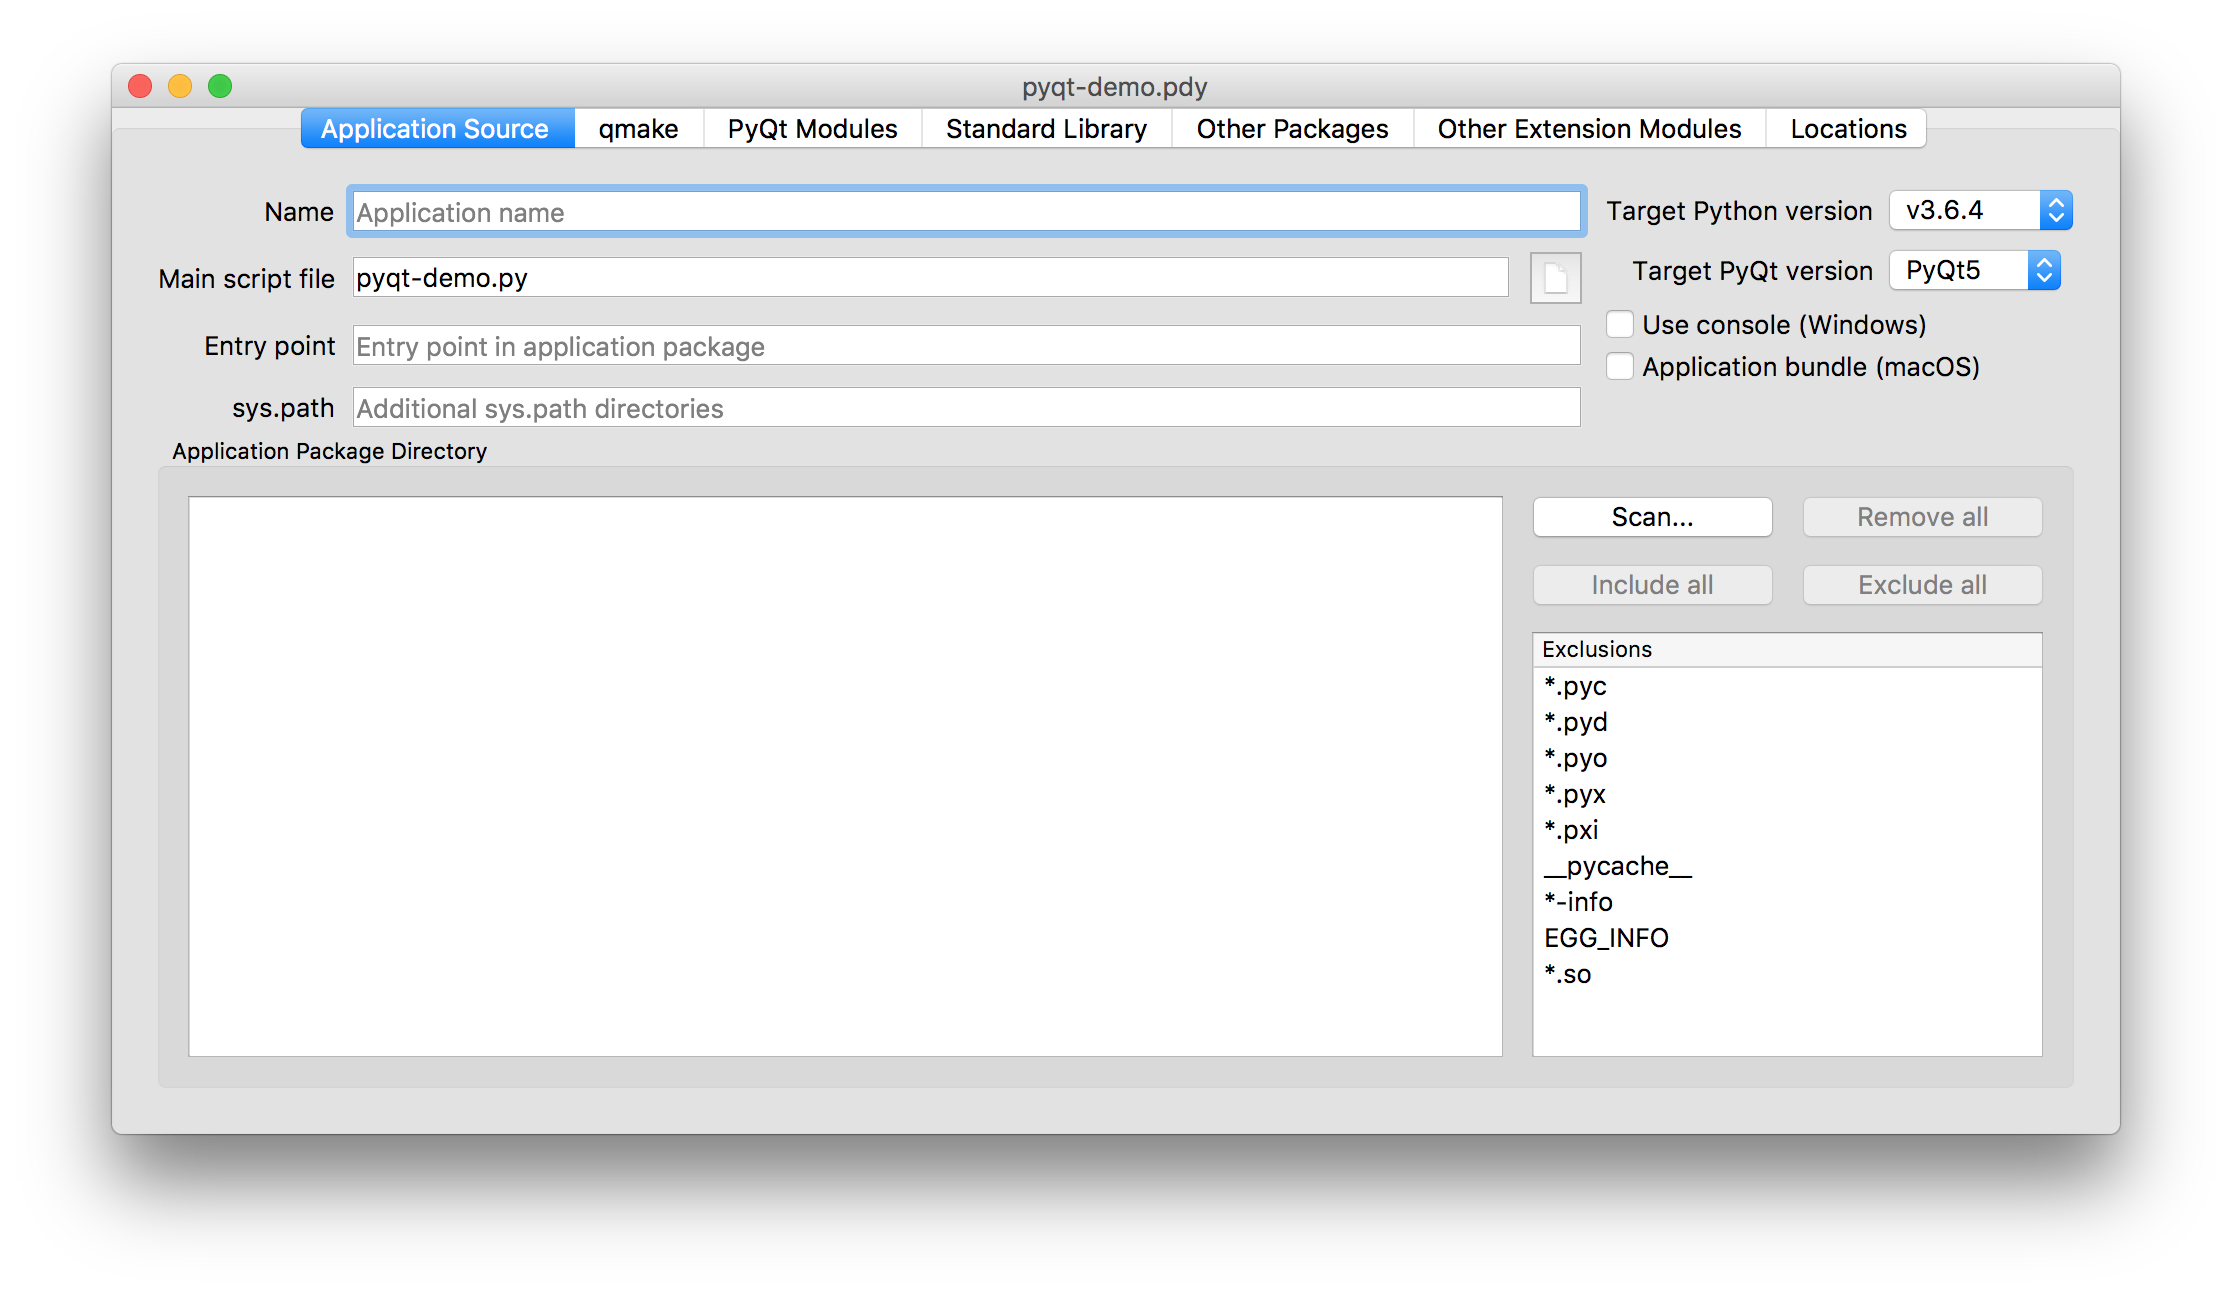 pyqt-demo.pdy
Application Source qmake PyQt Modules Standard Library Other Packages Other Extension Modules Locations
Name Application name Target Python version v3.6.4
Main script file pyqt-demo.py Target PyQt version PyQt5
Use console (Windows)
Entry point Entry point in application package
Application bundle (macOS)
sys.path Additional sys.path directories
Application Package Directory
Scan... Remove all
Include all Exclude all
Exclusions
*.pyc
*.pyd
*.pyo
*.pyx
*.pxi
__pycache__
*-info
EGG_INFO
*.so